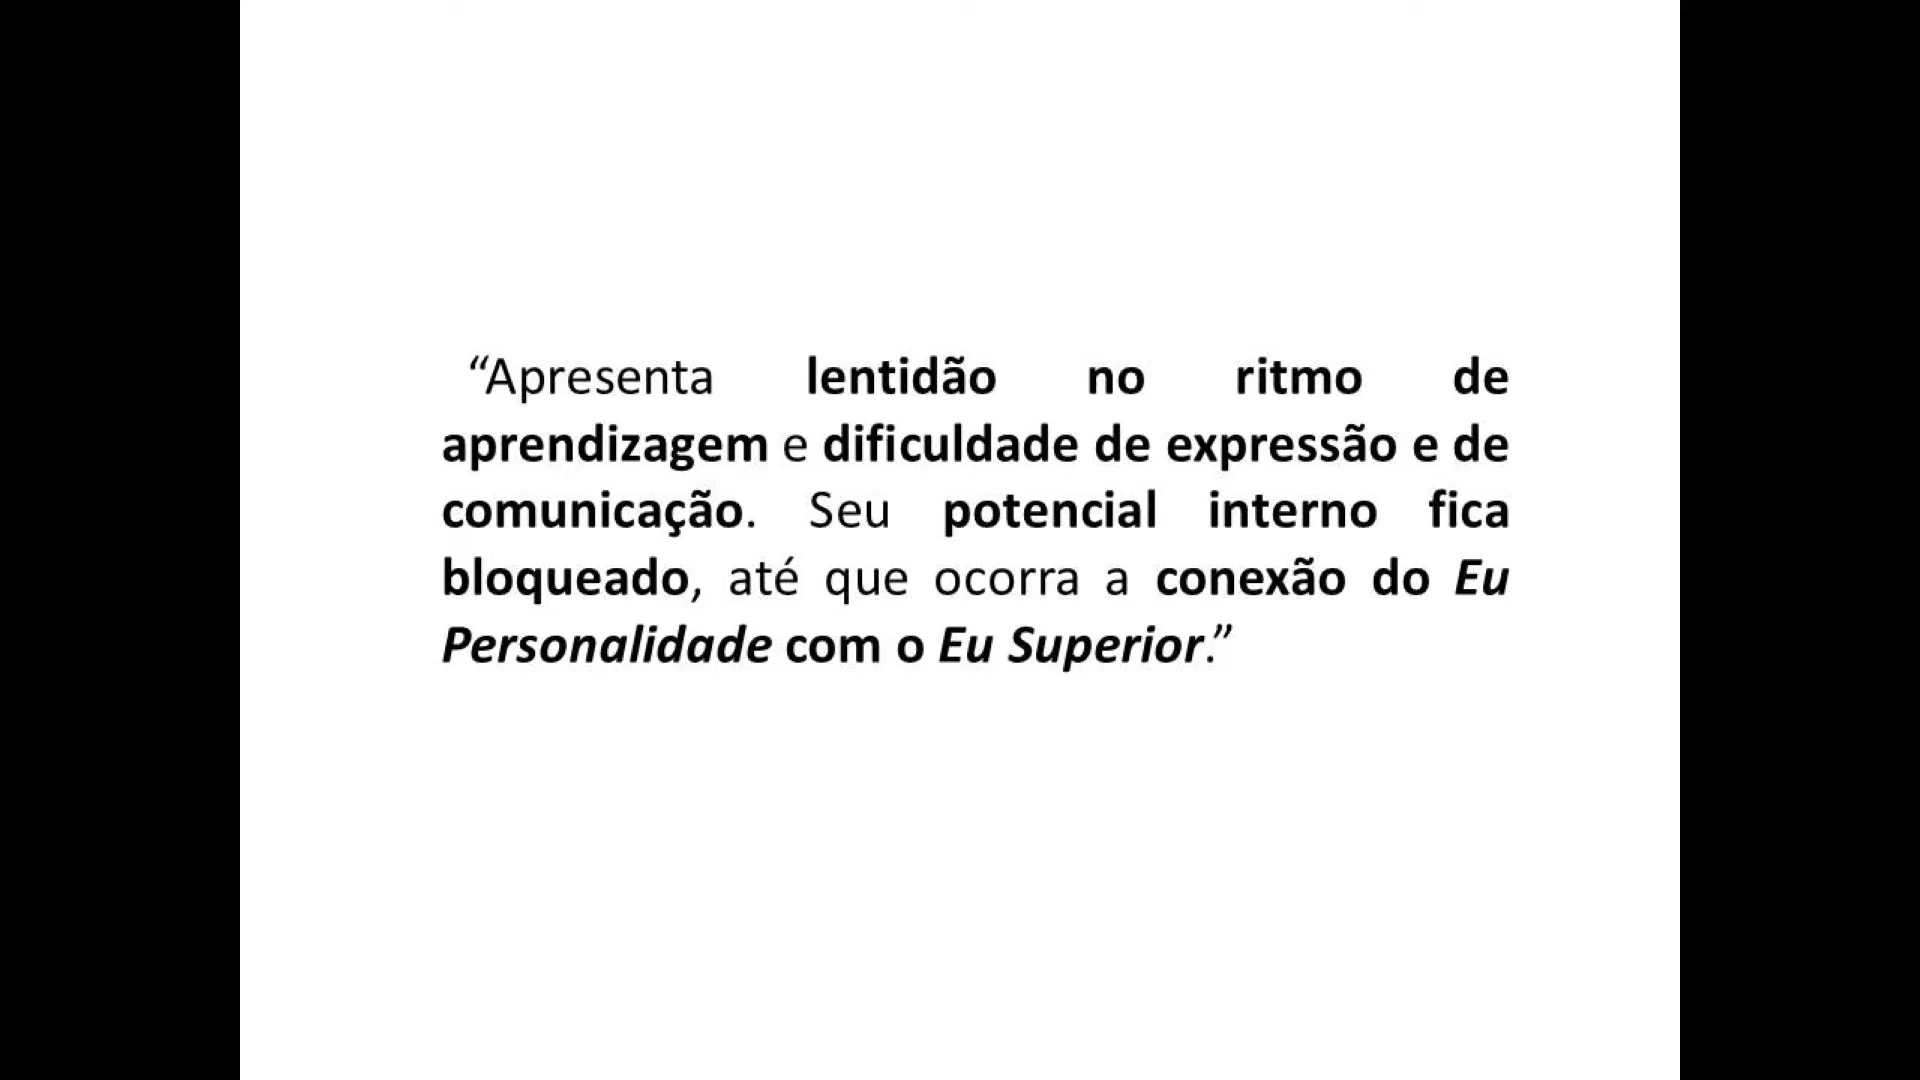 “Apresenta lentidão no ritmo de
aprendizagem e dificuldade de expressão e de
comunicação. Seu potencial interno fica
bloqueado, até que ocorra a conexão do Eu
Personalidade com o Eu Superior.”